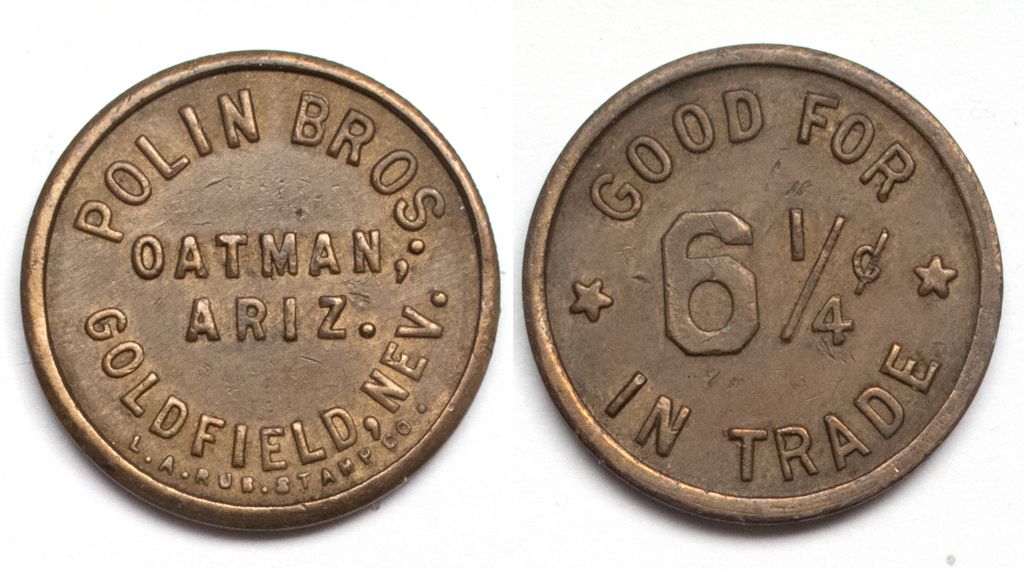 POLIN BROS.
OATMAN,
ARIZ.
GOLDFIELD, NEV.
L.A.RUB.STAMP CO.
GOOD FOR
6 1/4¢
IN TRADE